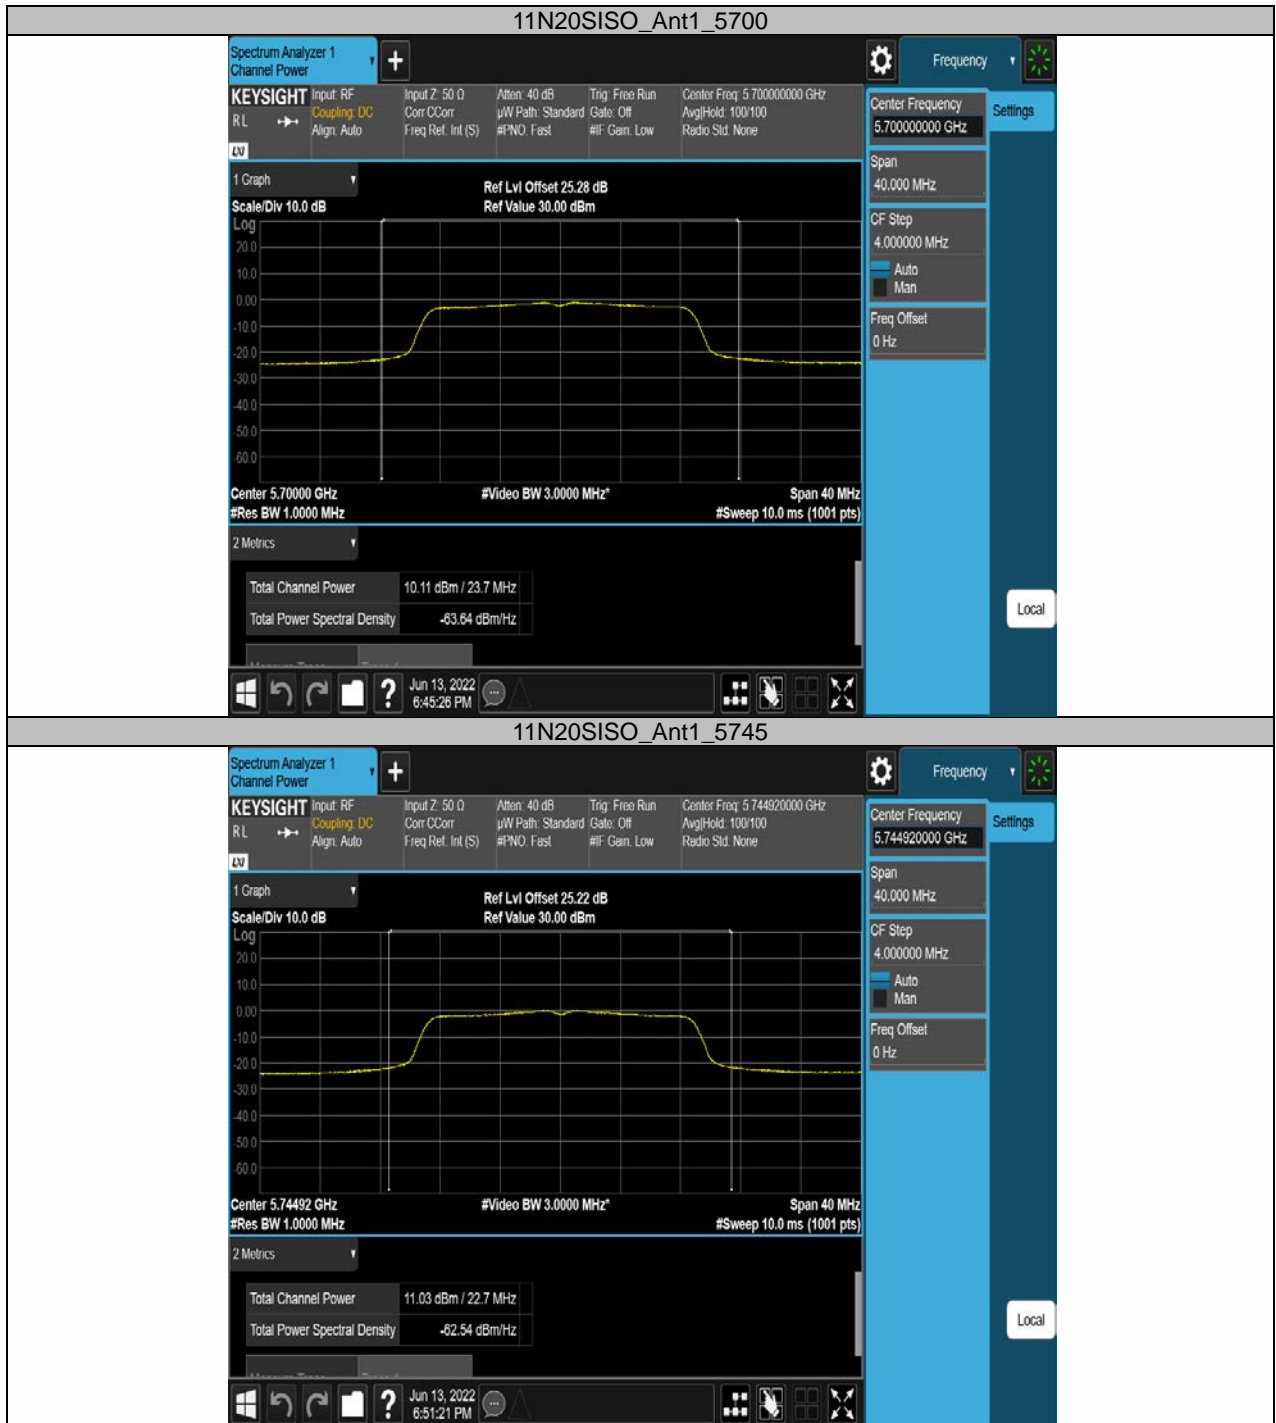 11N20SISO_Ant1_5700
Spectrum Analyzer 1
Channel Power
+
Frequency
KEYSIGHT
RL
LXI
Input: RF
Coupling: DC
Align: Auto
Input Z: 50 Ω
Corr CCorr
Freq Ref: Int (S)
Atten: 40 dB
µW Path: Standard
#PNO: Fast
Trig: Free Run
Gate: Off
#IF Gain: Low
Center Freq: 5.700000000 GHz
Avg|Hold: 100/100
Radio Std: None
Center Frequency
5.700000000 GHz
Settings
Span
40.000 MHz
CF Step
4.000000 MHz
Auto
Man
Freq Offset
0 Hz
1 Graph
Scale/Div 10.0 dB
Ref Lvl Offset 25.28 dB
Ref Value 30.00 dBm
Log
20.0
10.0
0.00
-10.0
-20.0
-30.0
-40.0
-50.0
-60.0
Center 5.70000 GHz
#Video BW 3.0000 MHz*
Span 40 MHz
#Res BW 1.0000 MHz
#Sweep 10.0 ms (1001 pts)
2 Metrics
Total Channel Power 10.11 dBm / 23.7 MHz
Total Power Spectral Density -63.64 dBm/Hz
Local
?
Jun 13, 2022
6:45:26 PM
11N20SISO_Ant1_5745
Spectrum Analyzer 1
Channel Power
+
Frequency
KEYSIGHT
RL
LXI
Input: RF
Coupling: DC
Align: Auto
Input Z: 50 Ω
Corr CCorr
Freq Ref: Int (S)
Atten: 40 dB
µW Path: Standard
#PNO: Fast
Trig: Free Run
Gate: Off
#IF Gain: Low
Center Freq: 5.744920000 GHz
Avg|Hold: 100/100
Radio Std: None
Center Frequency
5.744920000 GHz
Settings
Span
40.000 MHz
CF Step
4.000000 MHz
Auto
Man
Freq Offset
0 Hz
1 Graph
Scale/Div 10.0 dB
Ref Lvl Offset 25.22 dB
Ref Value 30.00 dBm
Log
20.0
10.0
0.00
-10.0
-20.0
-30.0
-40.0
-50.0
-60.0
Center 5.74492 GHz
#Video BW 3.0000 MHz*
Span 40 MHz
#Res BW 1.0000 MHz
#Sweep 10.0 ms (1001 pts)
2 Metrics
Total Channel Power 11.03 dBm / 22.7 MHz
Total Power Spectral Density -62.54 dBm/Hz
Local
?
Jun 13, 2022
6:51:21 PM